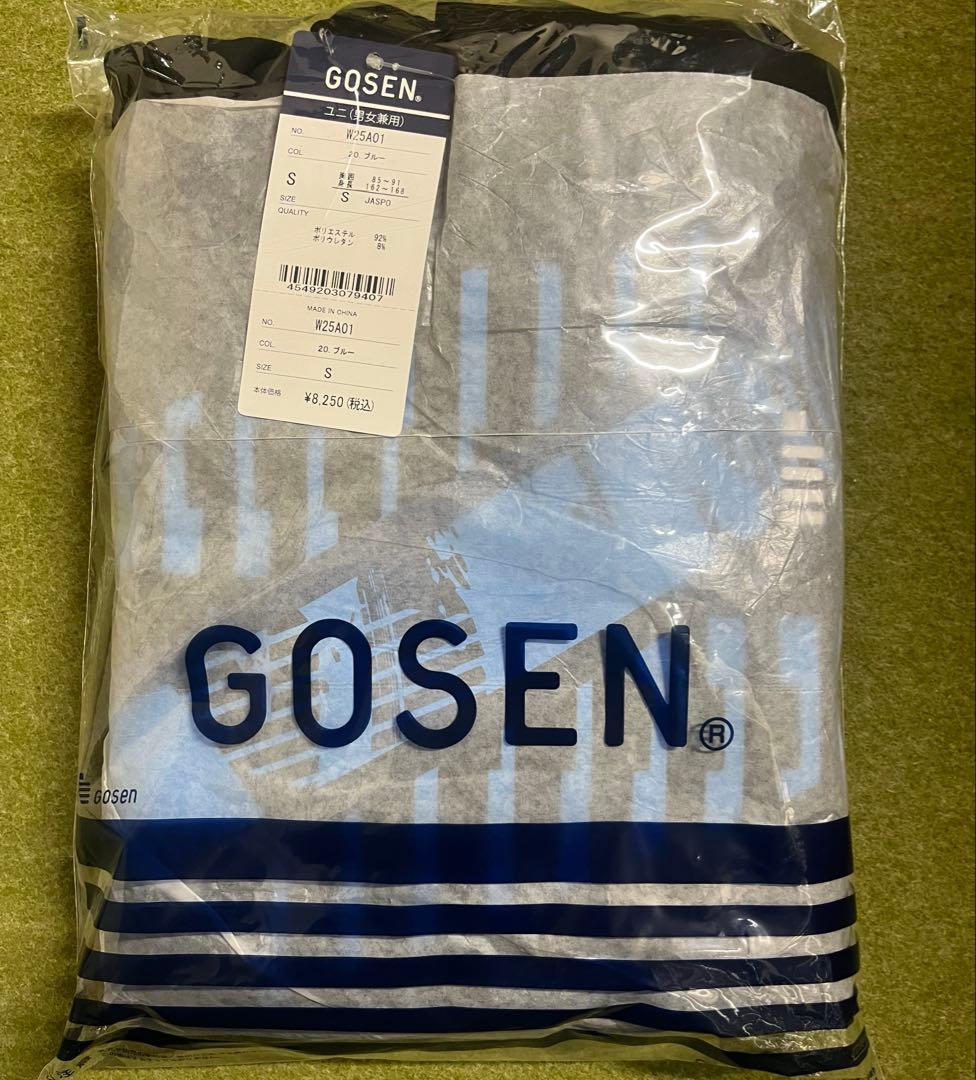 GOSEN®
ユニ(男女兼用)
NO. W25A01
COL 20. ブルー
S 胸囲 85～91
身長 162～168
SIZE S JASPO
QUALITY
ポリエステル 92%
ポリウレタン 8%
4549203079407
MADE IN CHINA
NO. W25A01
COL. 20. ブルー
SIZE S
本体価格 ¥8,250(税込)
GOSEN®
GOSEN